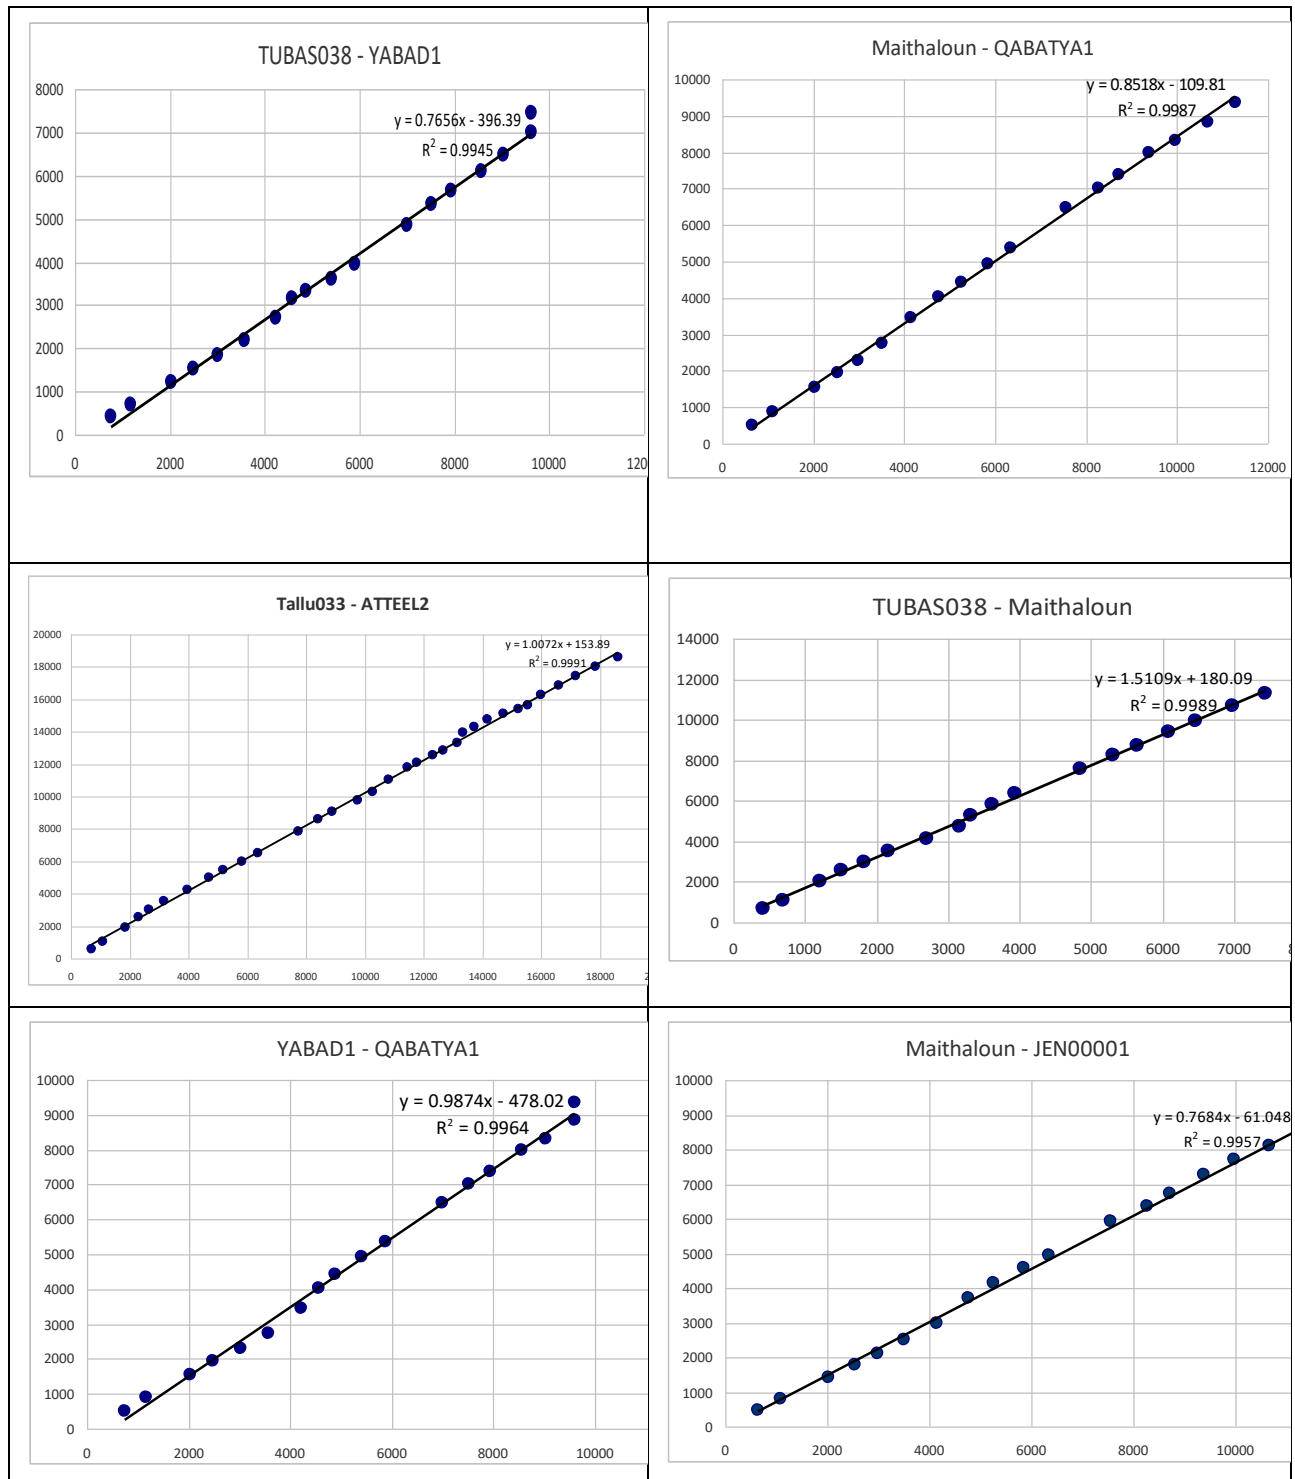 TUBAS038 - YABAD1
y = 0.7656x - 396.39
R² = 0.9945
8000
7000
6000
5000
4000
3000
2000
1000
0
0 2000 4000 6000 8000 10000 120
Maithaloun - QABATYA1
y = 0.8518x - 109.81
R² = 0.9987
10000
9000
8000
7000
6000
5000
4000
3000
2000
1000
0
0 2000 4000 6000 8000 10000 12000
Tallu033 - ATTEEL2
y = 1.0072x + 153.89
R² = 0.9991
20000
18000
16000
14000
12000
10000
8000
6000
4000
2000
0
0 2000 4000 6000 8000 10000 12000 14000 16000 18000
TUBAS038 - Maithaloun
y = 1.5109x + 180.09
R² = 0.9989
14000
12000
10000
8000
6000
4000
2000
0
0 1000 2000 3000 4000 5000 6000 7000
YABAD1 - QABATYA1
y = 0.9874x - 478.02
R² = 0.9964
10000
9000
8000
7000
6000
5000
4000
3000
2000
1000
0
0 2000 4000 6000 8000 10000
Maithaloun - JEN00001
y = 0.7684x - 61.048
R² = 0.9957
10000
9000
8000
7000
6000
5000
4000
3000
2000
1000
0
0 2000 4000 6000 8000 10000